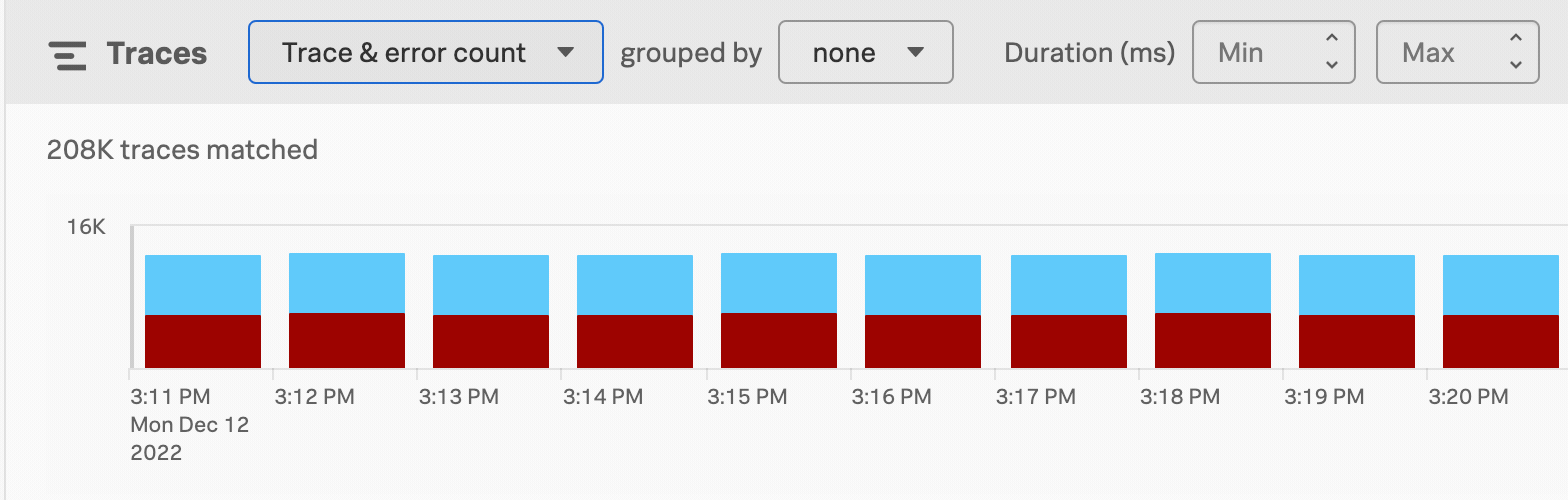 Traces Trace & error count grouped by none Duration (ms) Min Max
208K traces matched
16K
3:11 PM 3:12 PM 3:13 PM 3:14 PM 3:15 PM 3:16 PM 3:17 PM 3:18 PM 3:19 PM 3:20 PM
Mon Dec 12
2022